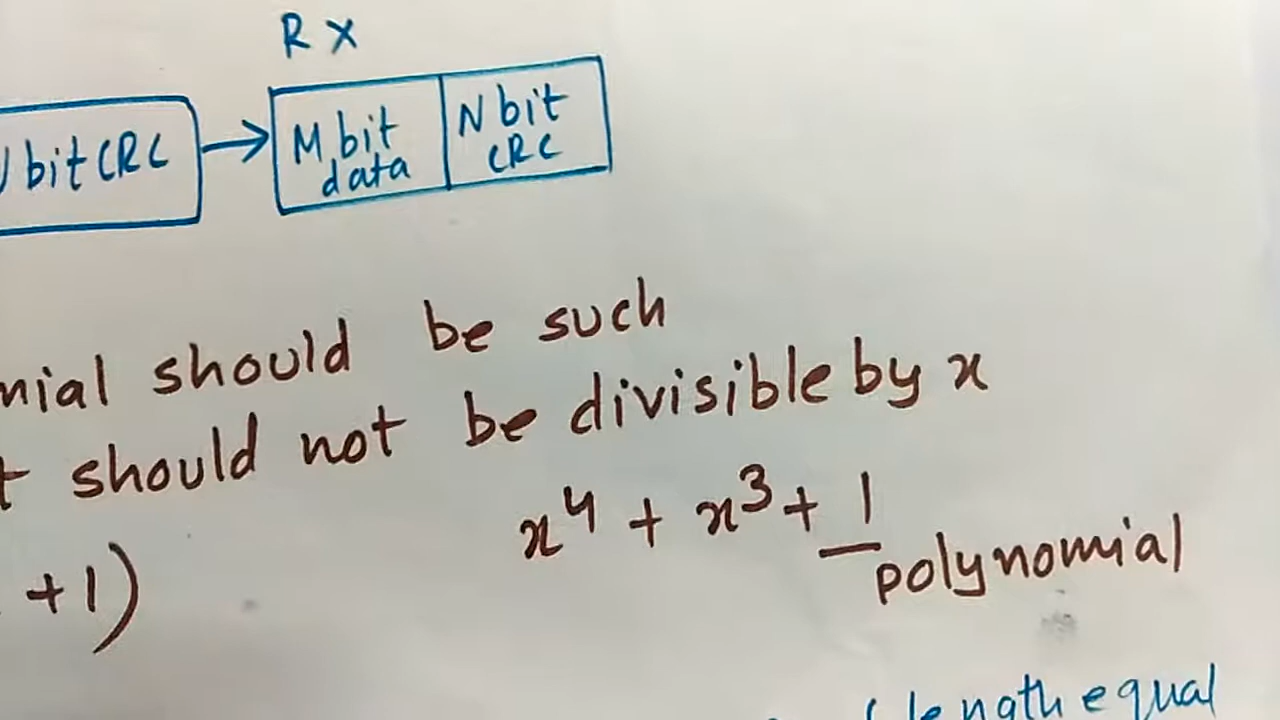 RX
bit CRC
M bit
data
N bit
CRC
should be such
should not be divisible by x
x⁴ + x³ + 1
polynomial
+1)
length equal